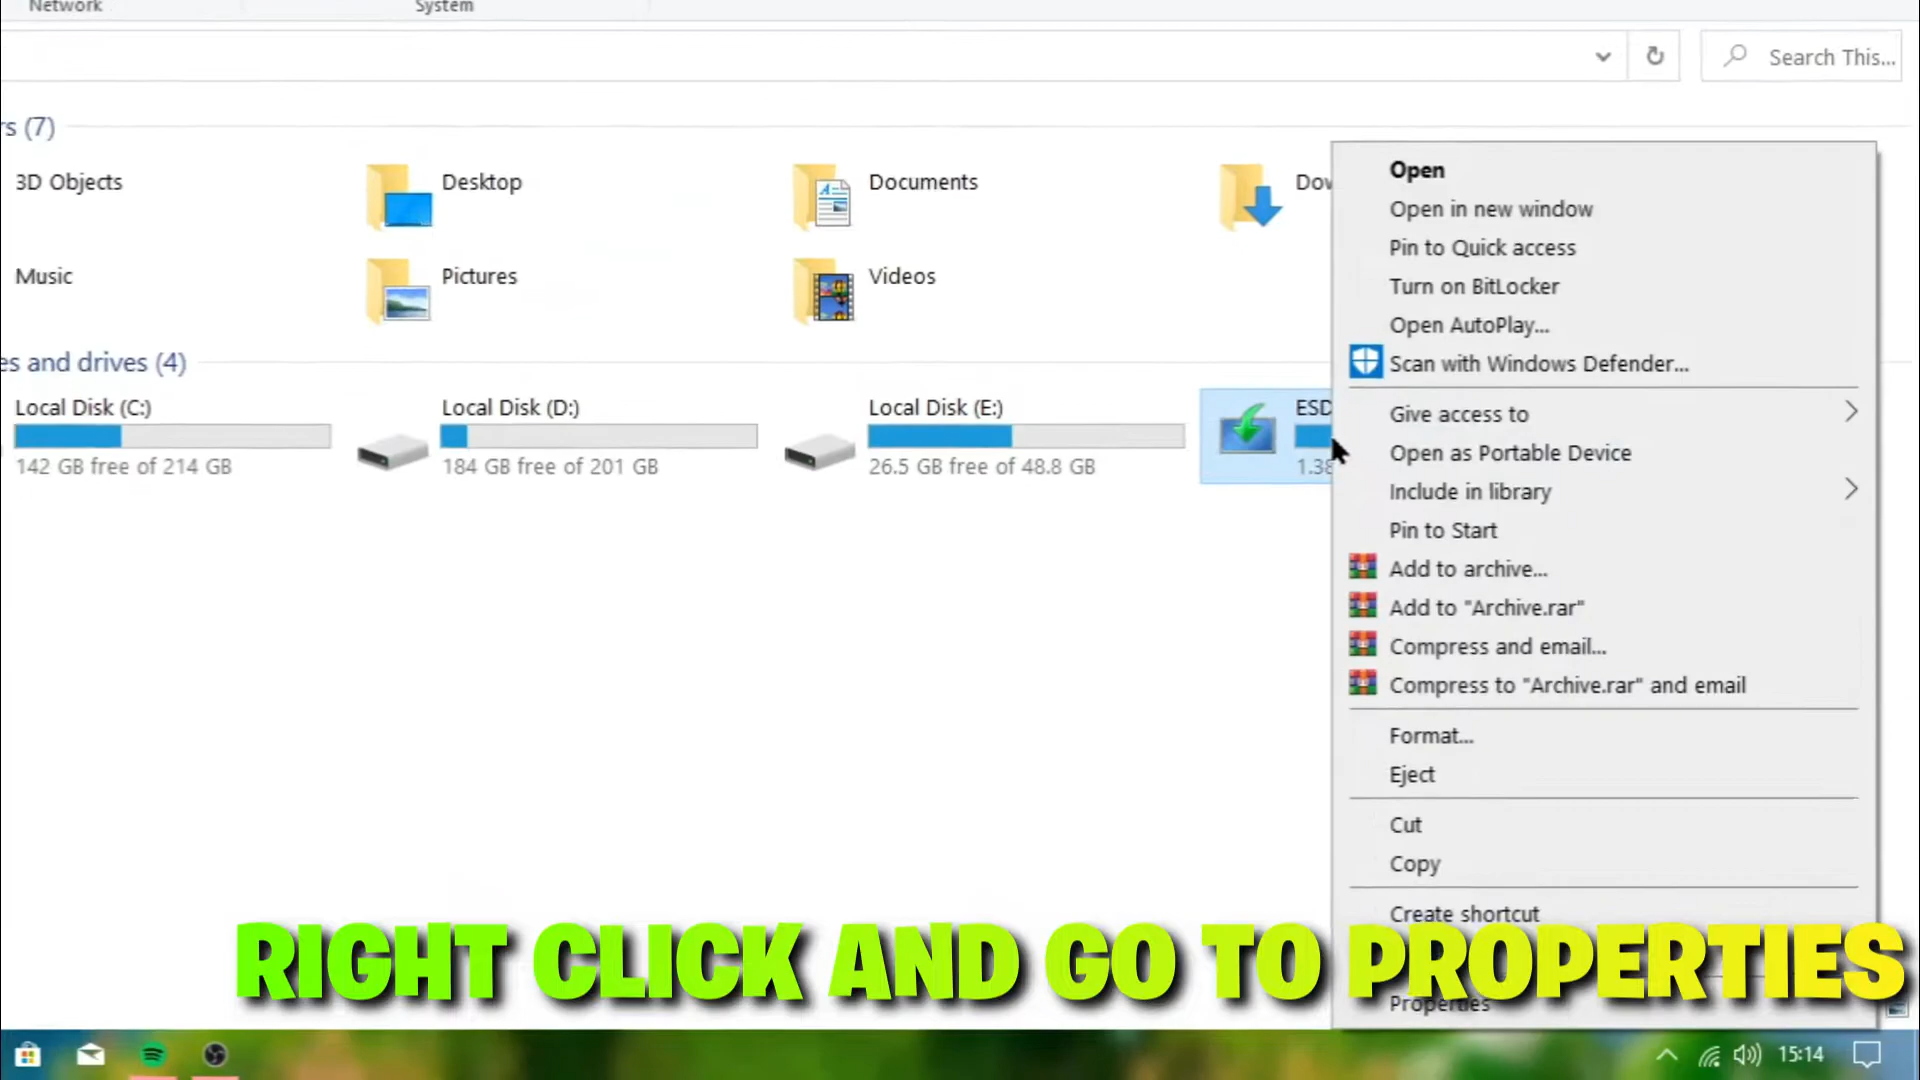 Network
System
Search This...
rs (7)
3D Objects
Desktop
Documents
Dow
Music
Pictures
Videos
es and drives (4)
Local Disk (C:)
142 GB free of 214 GB
Local Disk (D:)
184 GB free of 201 GB
Local Disk (E:)
26.5 GB free of 48.8 GB
ESD
1.38
Open
Open in new window
Pin to Quick access
Turn on BitLocker
Open AutoPlay...
Scan with Windows Defender...
Give access to
Open as Portable Device
Include in library
Pin to Start
Add to archive...
Add to "Archive.rar"
Compress and email...
Compress to "Archive.rar" and email
Format...
Eject
Cut
Copy
Create shortcut
Properties
RIGHT CLICK AND GO TO PROPERTIES
15:14